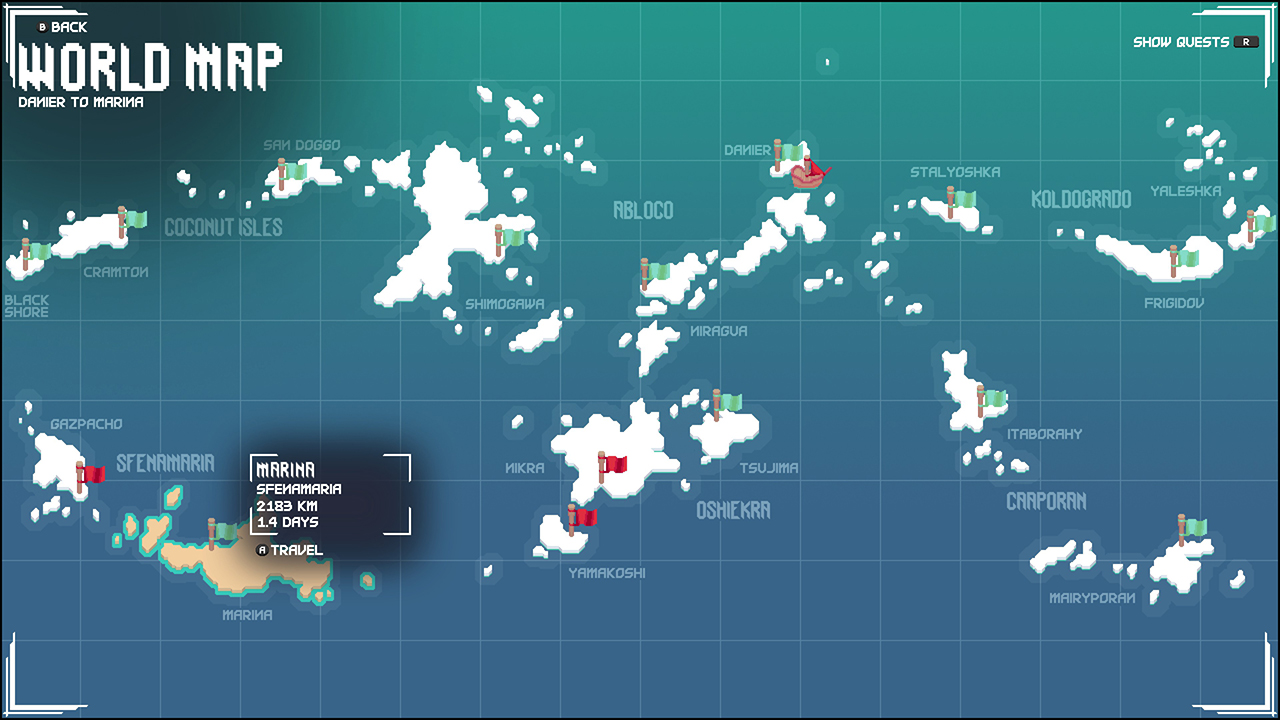 B BACK
WORLD MAP
DANIER TO MARINA
SHOW QUESTS R
SAN DOGGO
DANIER
STALYOSHKA
KOLDOGRADO
YALESHKA
ABLOCO
COCONUT ISLES
CRAMTON
BLACK
SHORE
SHIMOGAWA
NIRAGUA
FRIGIDOV
GAZPACHO
SFENAMARIA
ITABORAHY
NIKRA
TSUJIMA
MARINA
SFENAMARIA
2183 KM
1.4 DAYS
A TRAVEL
OSHIEKRA
CAAPORAN
YAMAKOSHI
MAIRYPORAN
MARINA